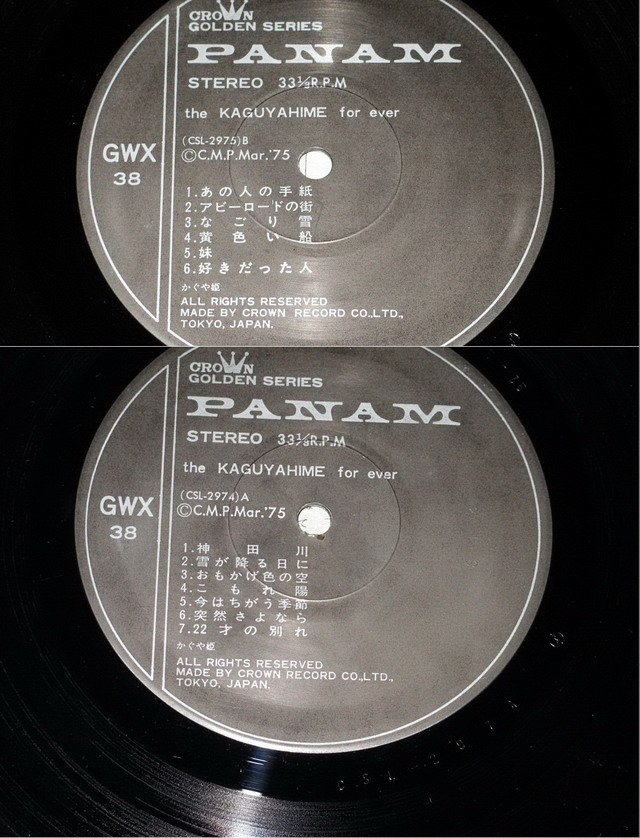 CROWN
GOLDEN SERIES
PANAM
STEREO 33⅓R.P.M
the KAGUYAHIME for ever
(CSL-2975)B
GWX
38
©C.M.P.Mar.'75
1.あの人の手紙
2.アビーロードの街
3.なごり雪
4.黄色い船
5.妹
6.好きだった人
かぐや姫
ALL RIGHTS RESERVED
MADE BY CROWN RECORD CO.,LTD.,
TOKYO, JAPAN.
CROWN
GOLDEN SERIES
PANAM
STEREO 33⅓R.P.M
the KAGUYAHIME for ever
(CSL-2974)A
GWX
38
©C.M.P.Mar.'75
1.神田川
2.雪が降る日に
3.おもかげ色の空
4.こもれ陽
5.今はちがう季節
6.突然さよなら
7.22才の別れ
かぐや姫
ALL RIGHTS RESERVED
MADE BY CROWN RECORD CO.,LTD.,
TOKYO, JAPAN.
CSL-2974